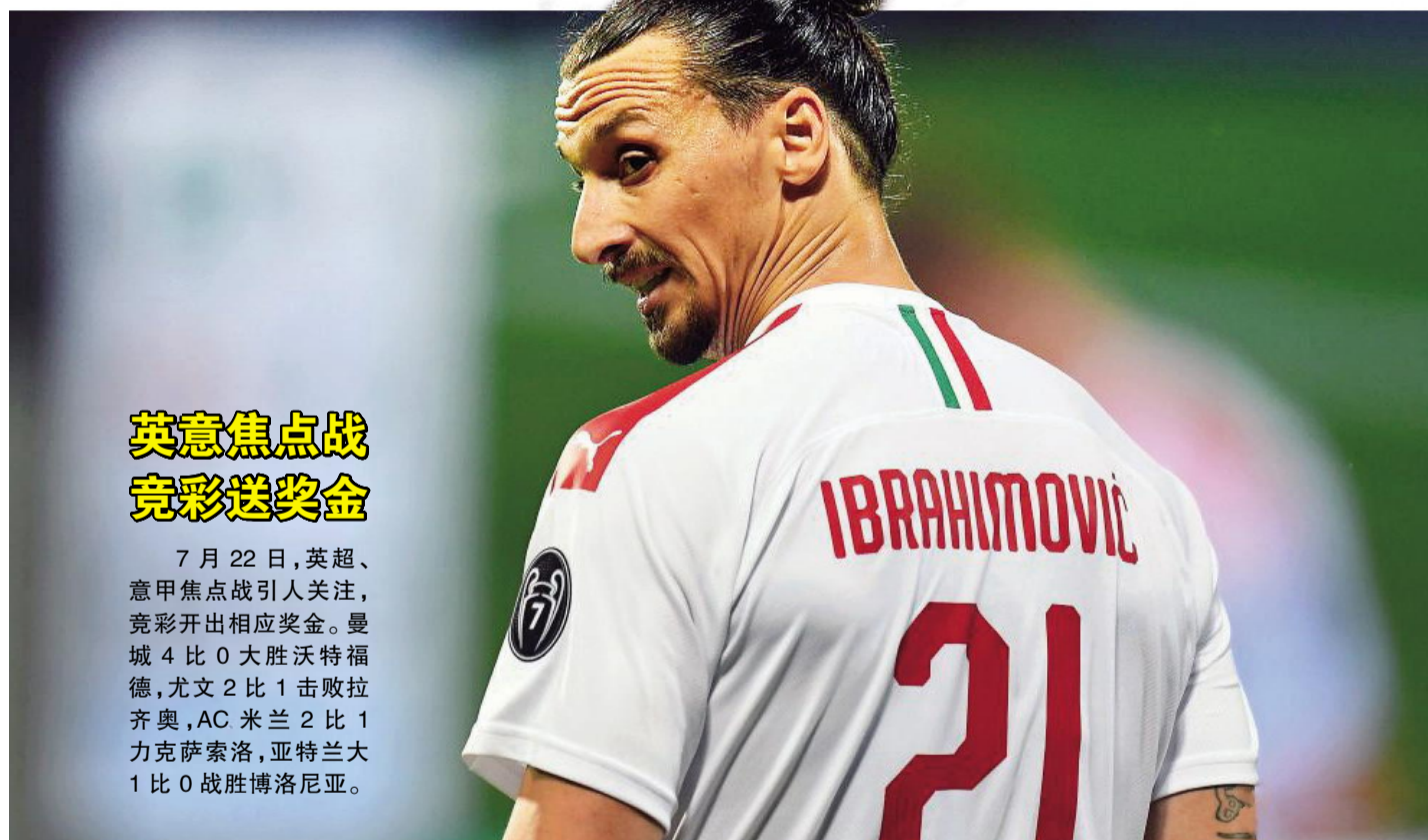 英意焦点战
竞彩送奖金
7月22日,英超、
意甲焦点战引人关注,
竞彩开出相应奖金。曼
城4比0大胜沃特福
德,尤文2比1击败拉
齐奥,AC米兰2比1
力克萨索洛,亚特兰大
1比0战胜博洛尼亚。
7
IBRAHIMOVIĆ
21